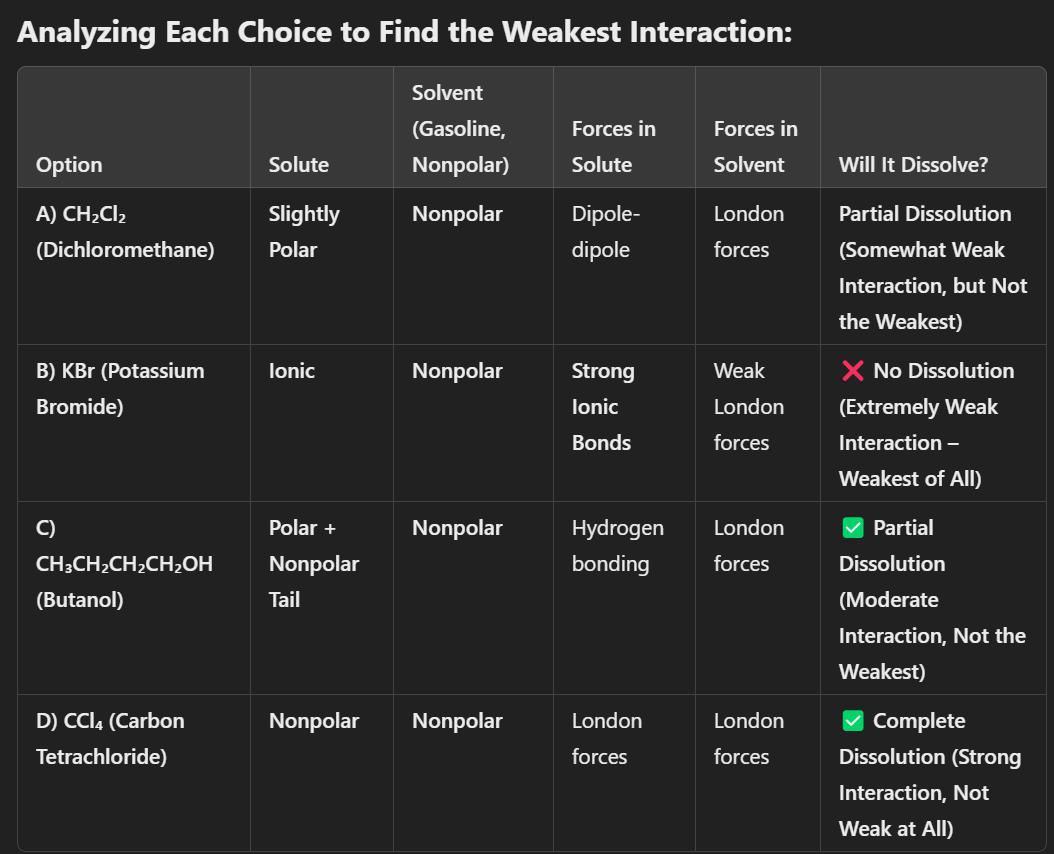 Analyzing Each Choice to Find the Weakest Interaction:
Option
Solute
Solvent
(Gasoline,
Nonpolar)
Forces in
Solute
Forces in
Solvent
Will It Dissolve?
A) CH₂Cl₂
(Dichloromethane)
Slightly
Polar
Nonpolar
Dipole-
dipole
London
forces
Partial Dissolution
(Somewhat Weak
Interaction, but Not
the Weakest)
B) KBr (Potassium
Bromide)
Ionic
Nonpolar
Strong
Ionic
Bonds
Weak
London
forces
❌ No Dissolution
(Extremely Weak
Interaction –
Weakest of All)
C)
CH₃CH₂CH₂CH₂OH
(Butanol)
Polar +
Nonpolar
Tail
Nonpolar
Hydrogen
bonding
London
forces
✅ Partial
Dissolution
(Moderate
Interaction, Not the
Weakest)
D) CCl₄ (Carbon
Tetrachloride)
Nonpolar
Nonpolar
London
forces
London
forces
✅ Complete
Dissolution (Strong
Interaction, Not
Weak at All)